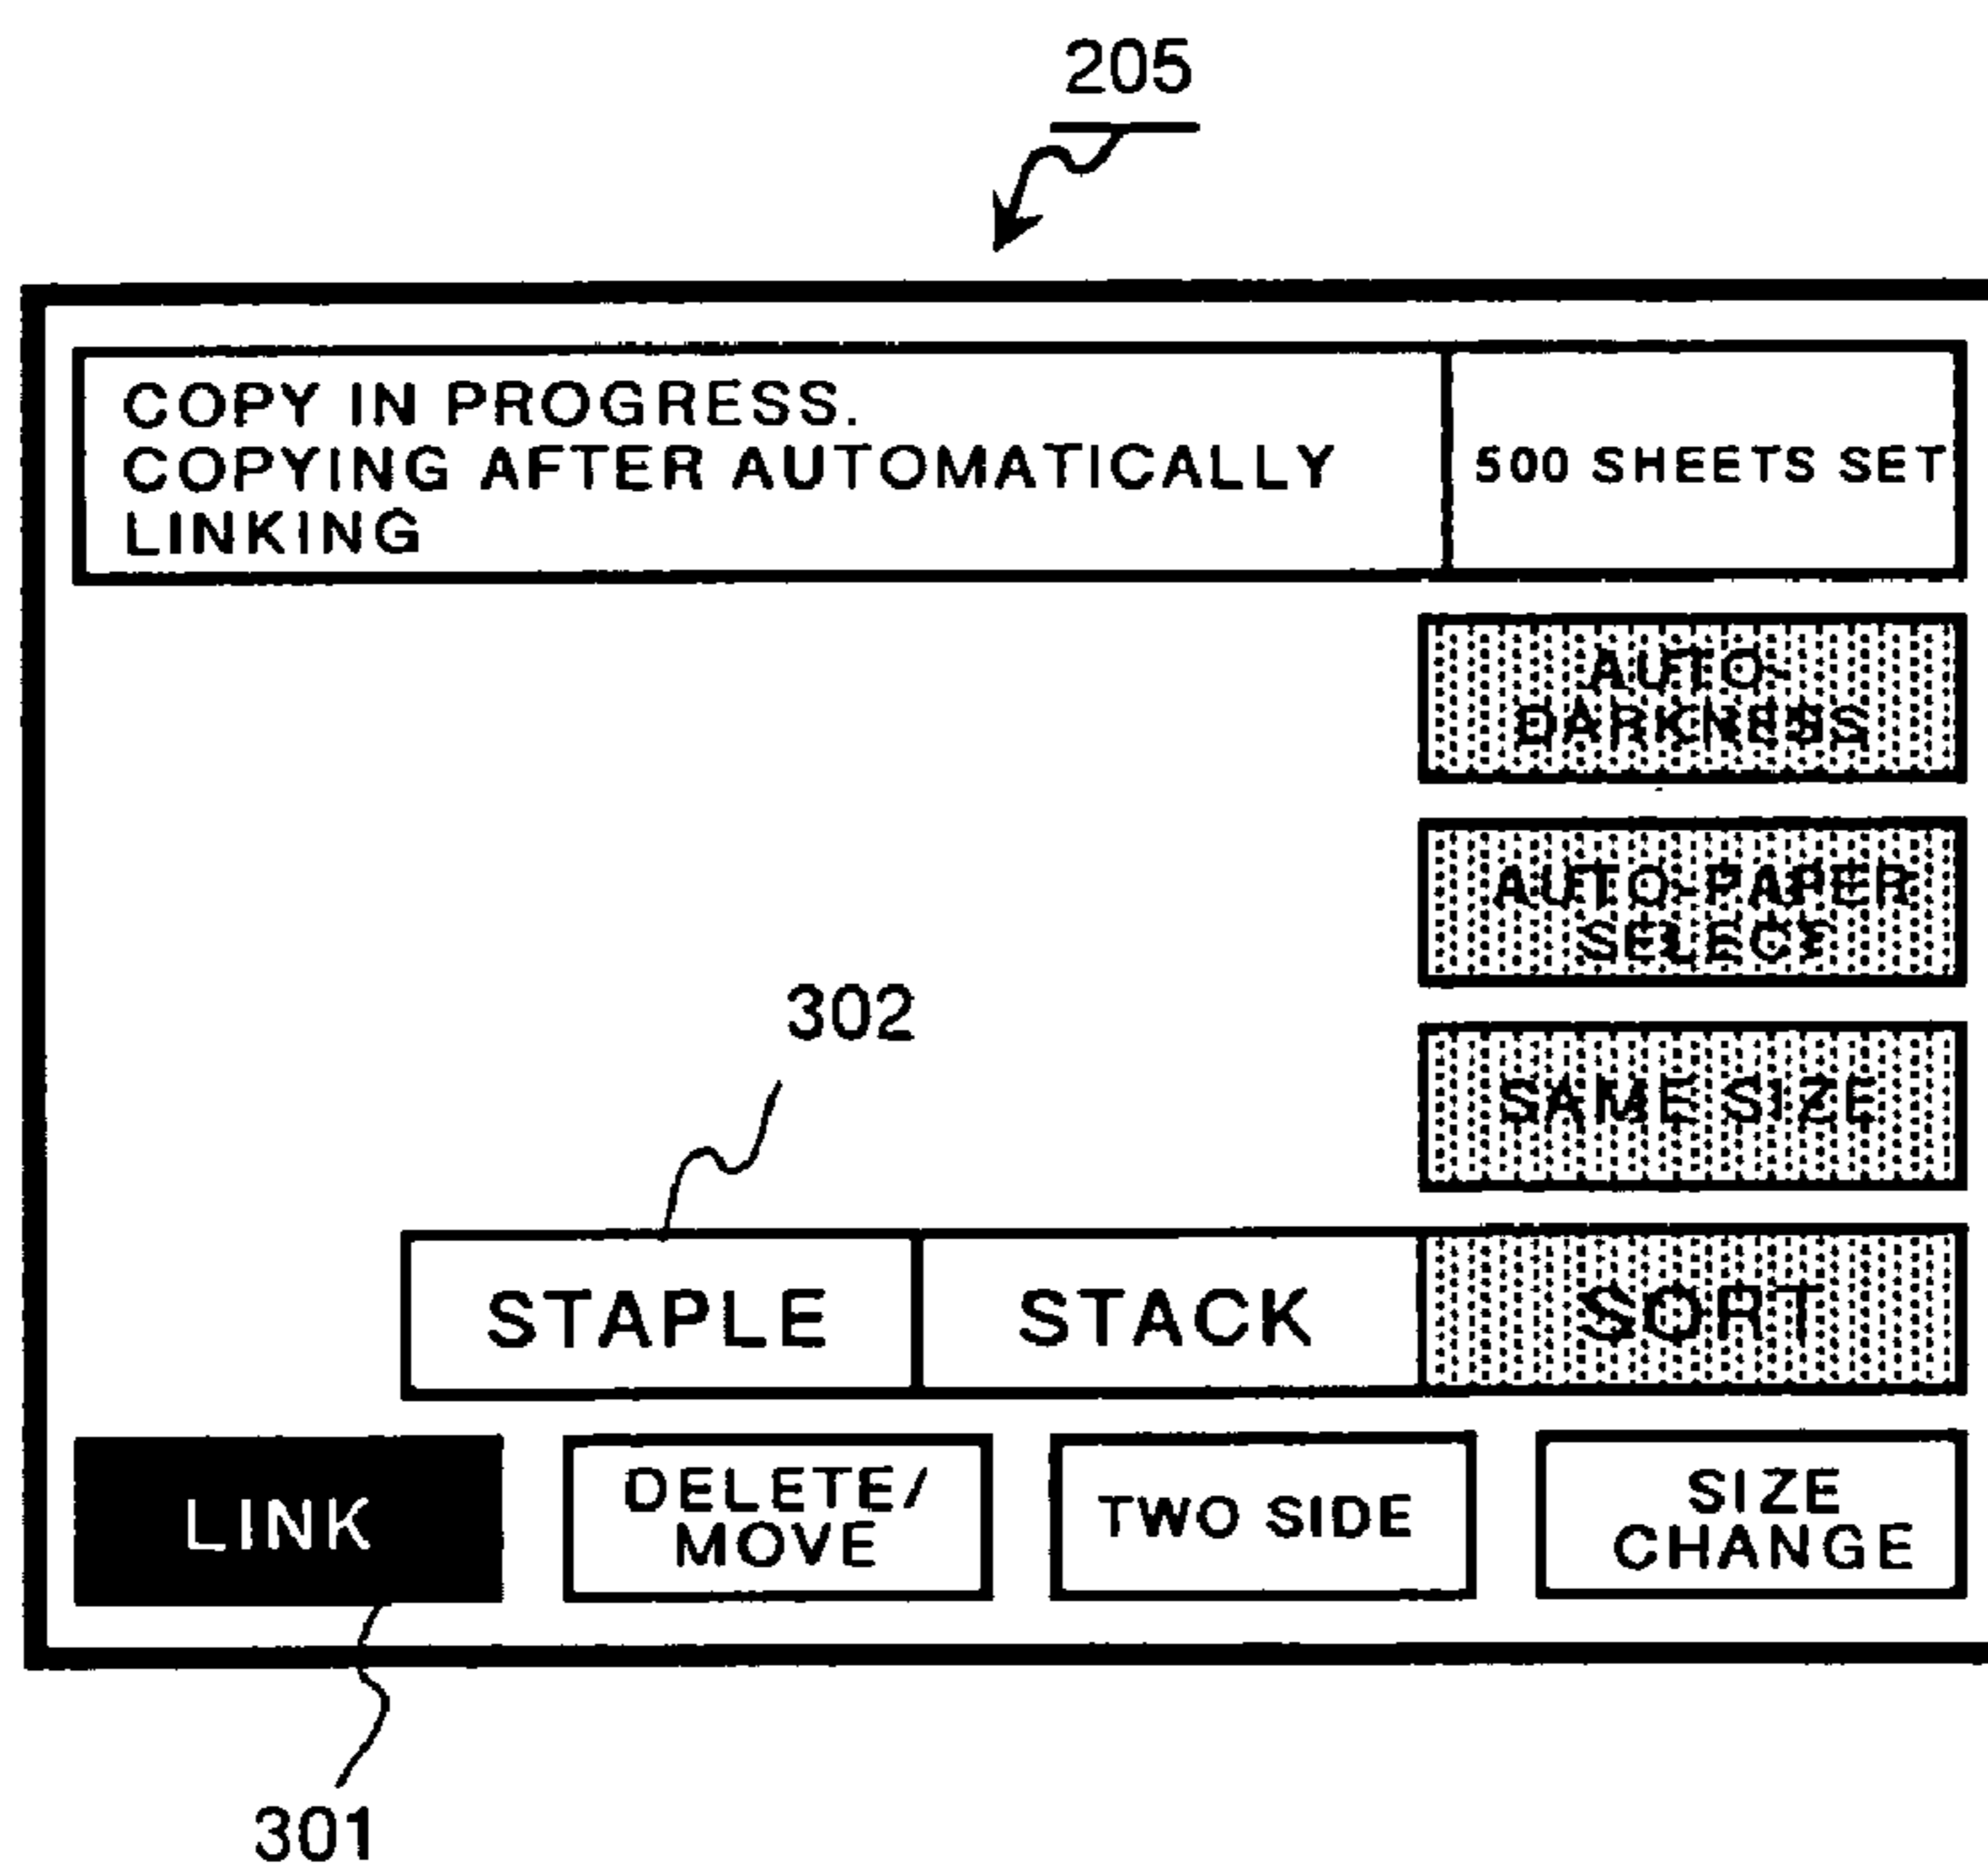 205
COPY IN PROGRESS.
COPYING AFTER AUTOMATICALLY
LINKING
500 SHEETS SET
AUTO-
DARKNESS
AUTO-PAPER
SELECT
302
SAME SIZE
STAPLE
STACK
SORT
LINK
DELETE/
MOVE
TWO SIDE
SIZE
CHANGE
301